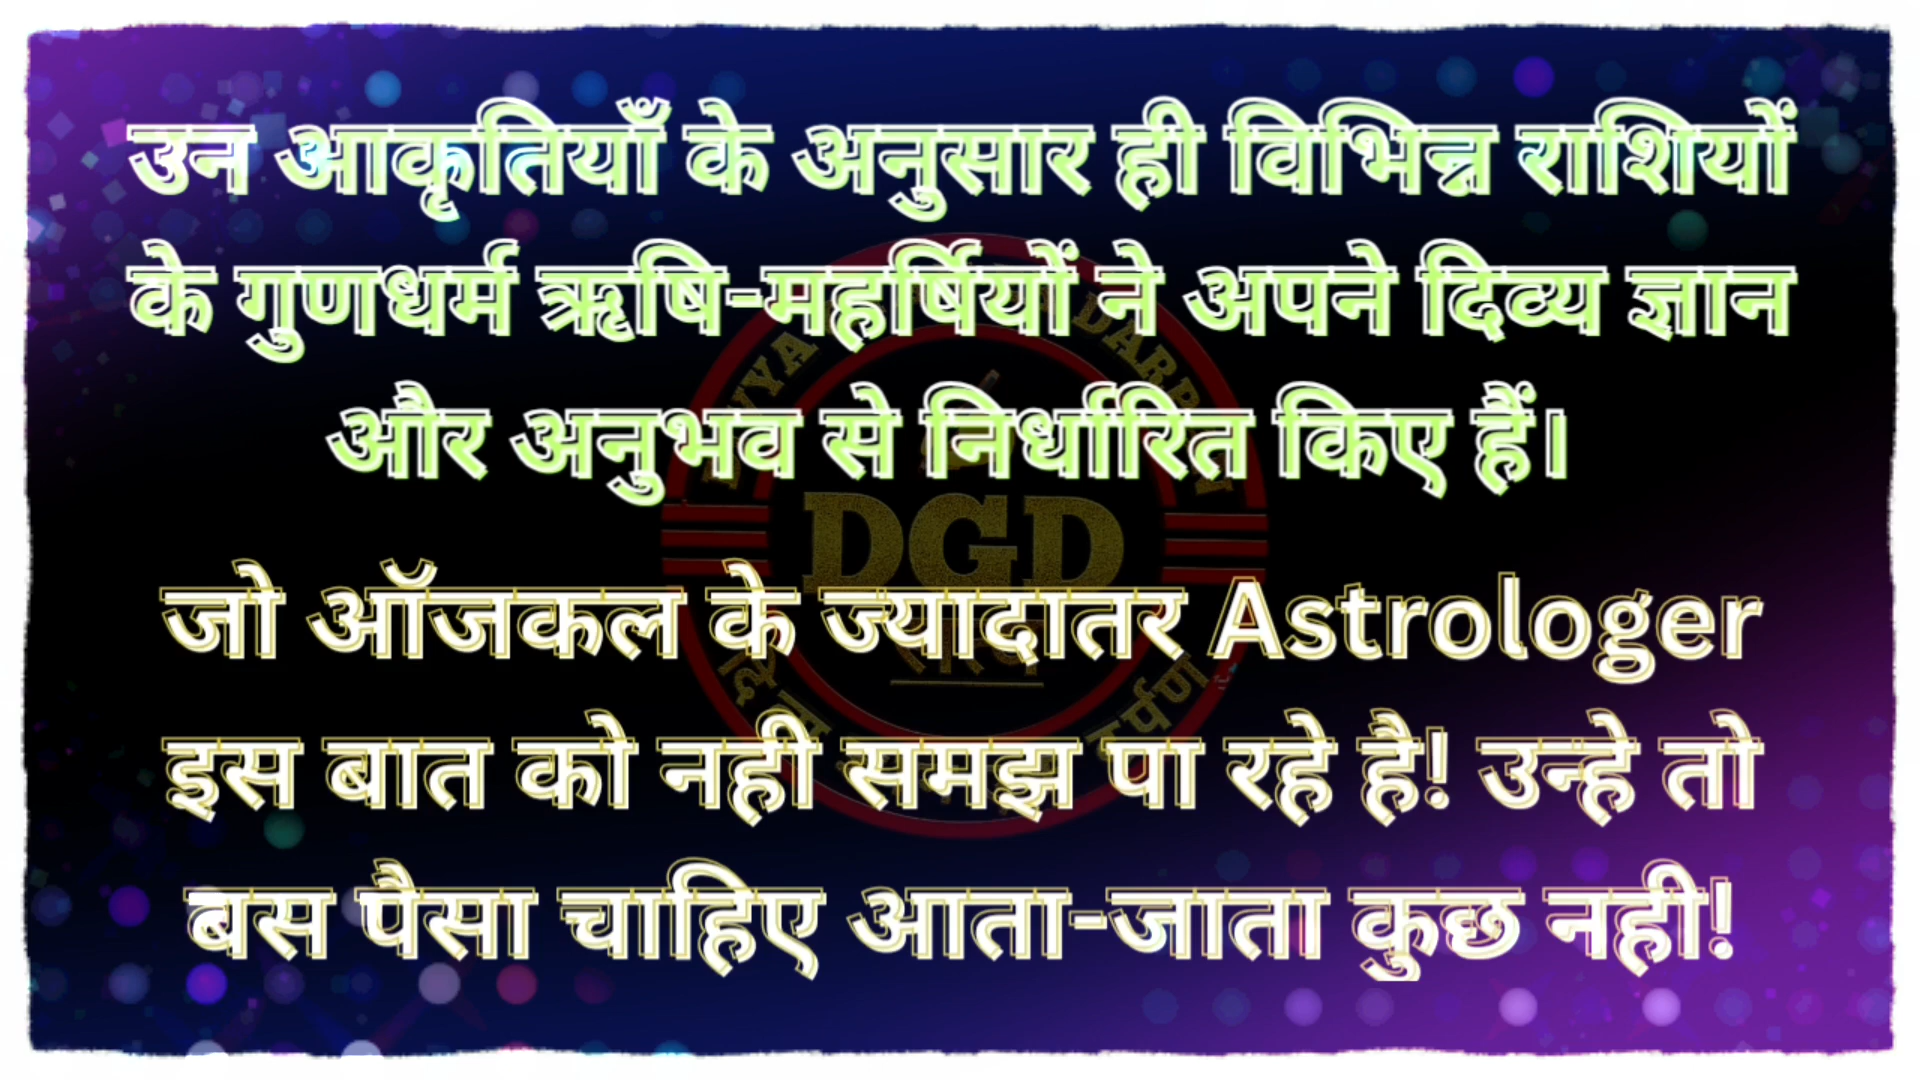 उन आकृतियाँ के अनुसार ही विभिन्न राशियों
के गुणधर्म ऋषि-महर्षियों ने अपने दिव्य ज्ञान
और अनुभव से निर्धारित किए हैं।
DGD
जो ऑजकल के ज्यादातर Astrologer
इस बात को नही समझ पा रहे है! उन्हे तो
बस पैसा चाहिए आता-जाता कुछ नही!